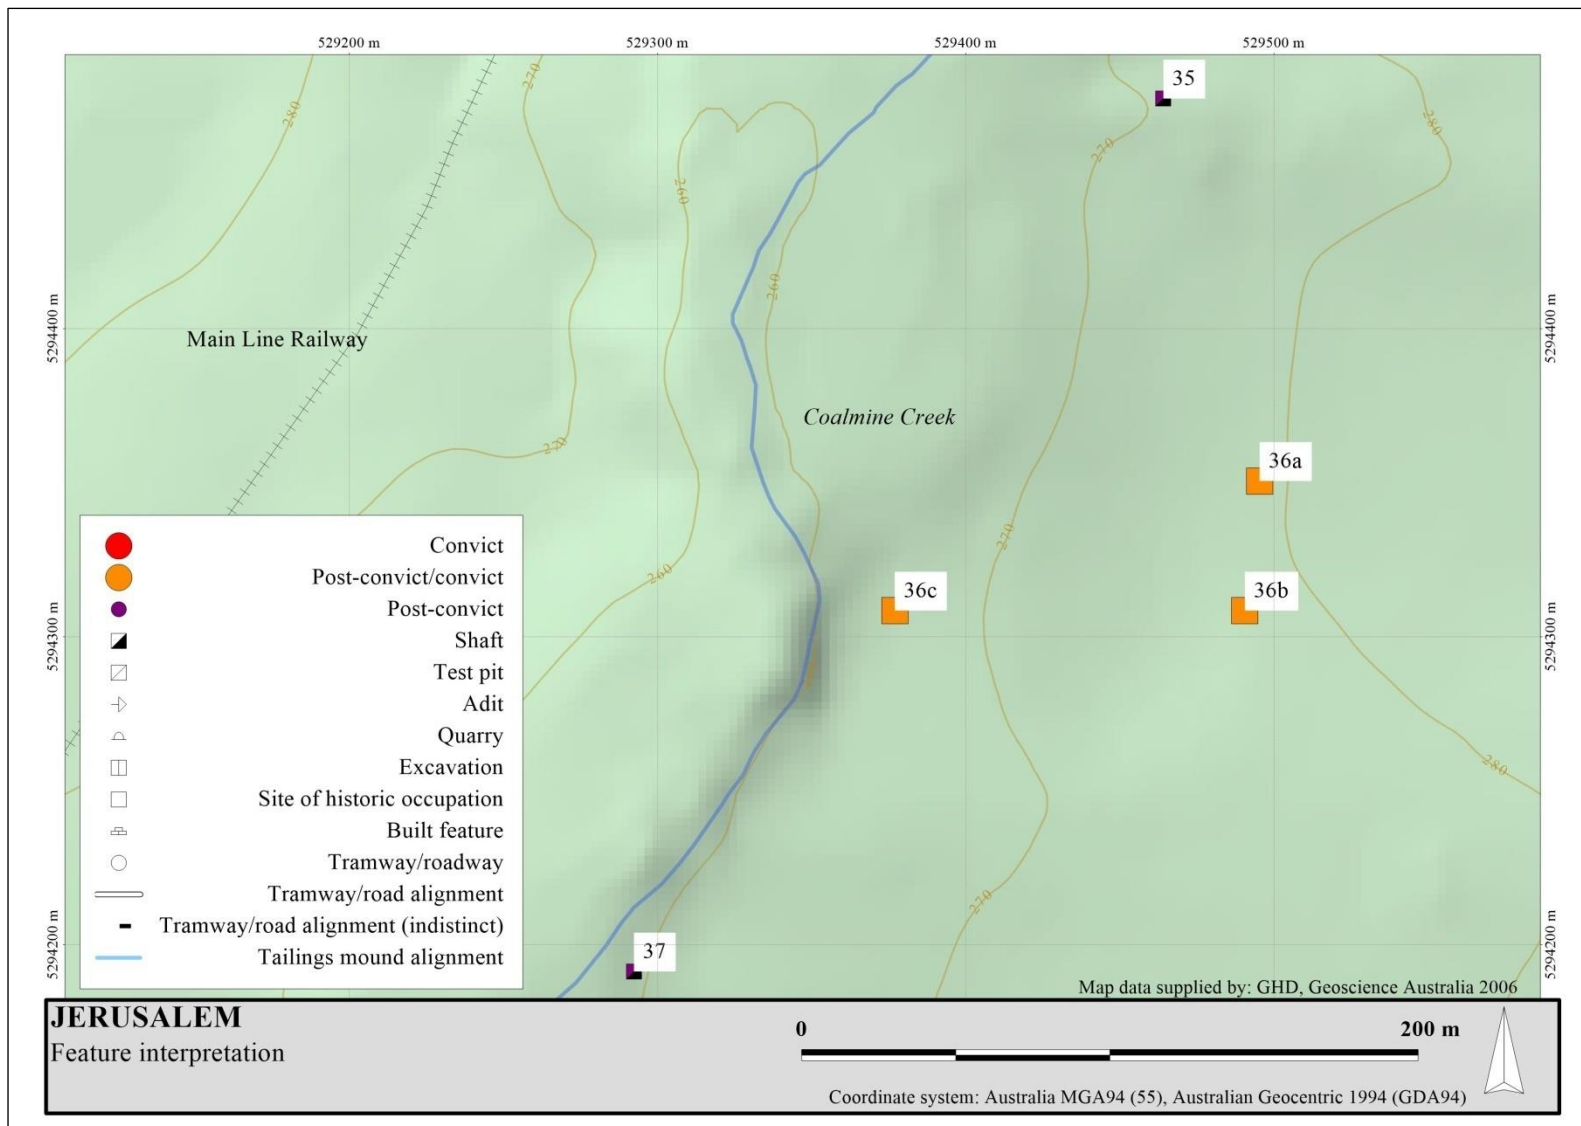 529200 m
529300 m
529400 m
529500 m
35
270
280
280
270
260
260
5294400 m
5294400 m
Main Line Railway
Coalmine Creek
270
36a
270
260
36c
36b
5294300 m
5294300 m
Convict
Post-convict/convict
Post-convict
Shaft
Test pit
Adit
Quarry
Excavation
Site of historic occupation
Built feature
Tramway/roadway
Tramway/road alignment
Tramway/road alignment (indistinct)
Tailings mound alignment
280
270
5294200 m
5294200 m
37
Map data supplied by: GHD, Geoscience Australia 2006
JERUSALEM
Feature interpretation
0
200 m
Coordinate system: Australia MGA94 (55), Australian Geocentric 1994 (GDA94)